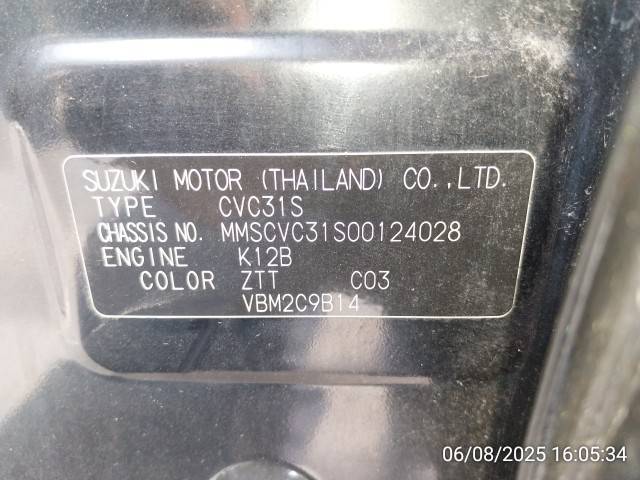 SUZUKI MOTOR (THAILAND) CO.,LTD.
TYPE CVC31S
CHASSIS NO. MMSCVC31S00124028
ENGINE K12B
COLOR ZTT C03
VBM2C9B14
06/08/2025 16:05:34